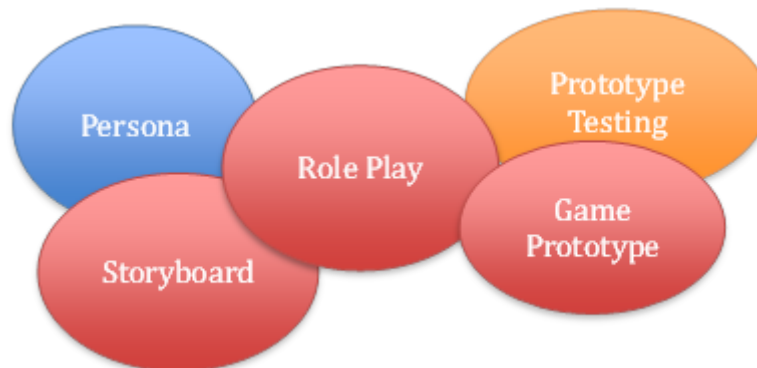 Persona
Role Play
Prototype
Testing
Storyboard
Game
Prototype